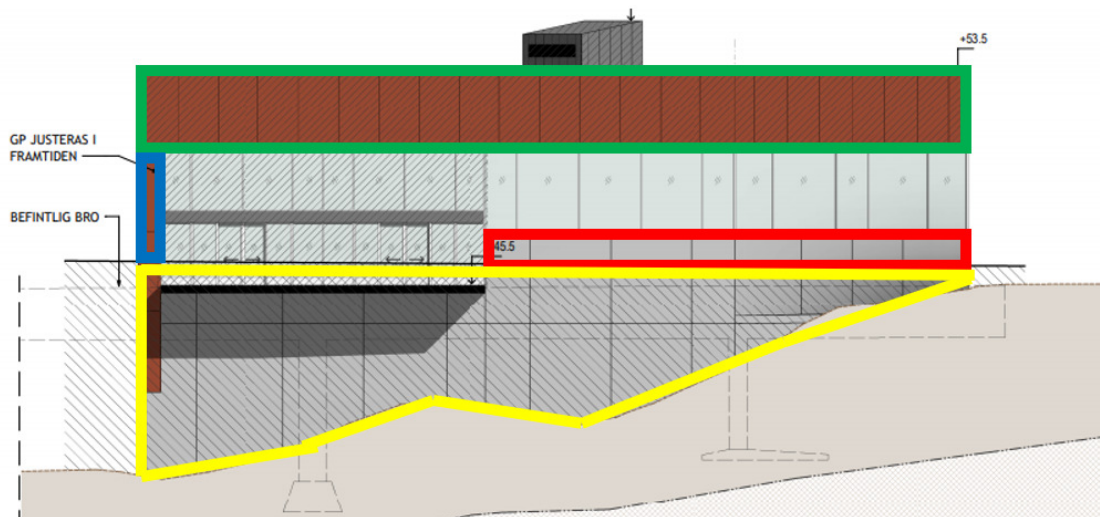 +53.5
GP JUSTERAS I
FRAMTIDEN
BEFINTLIG BRO
45.5